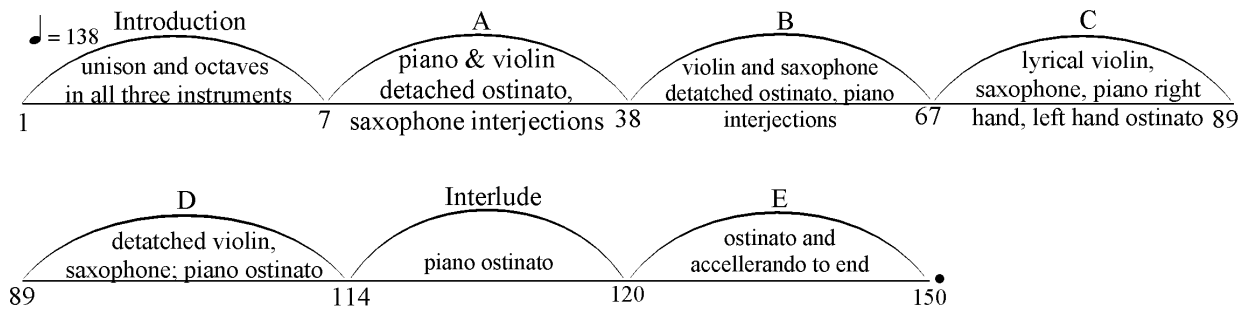 Introduction A B C
♩ = 138
unison and octaves
in all three instruments
piano & violin
detached ostinato,
saxophone interjections
violin and saxophone
detatched ostinato, piano
interjections
lyrical violin,
saxophone, piano right
hand, left hand ostinato
1 7 38 67 89
D Interlude E
detatched violin,
saxophone; piano ostinato
piano ostinato
ostinato and
accellerando to end
89 114 120 150